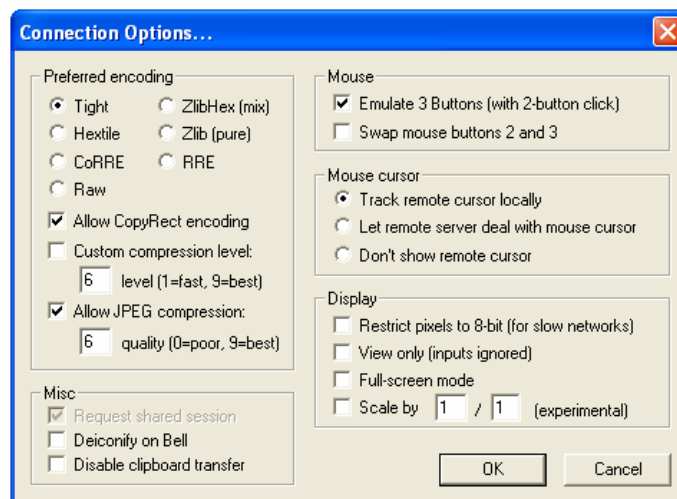 Connection Options...
Preferred encoding
Tight
ZlibHex (mix)
Hextile
Zlib (pure)
CoRRE
RRE
Raw
Allow CopyRect encoding
Custom compression level:
6 level (1=fast, 9=best)
Allow JPEG compression:
6 quality (0=poor, 9=best)
Misc
Request shared session
Deiconify on Bell
Disable clipboard transfer
Mouse
Emulate 3 Buttons (with 2-button click)
Swap mouse buttons 2 and 3
Mouse cursor
Track remote cursor locally
Let remote server deal with mouse cursor
Don't show remote cursor
Display
Restrict pixels to 8-bit (for slow networks)
View only (inputs ignored)
Full-screen mode
Scale by 1 / 1 (experimental)
OK
Cancel